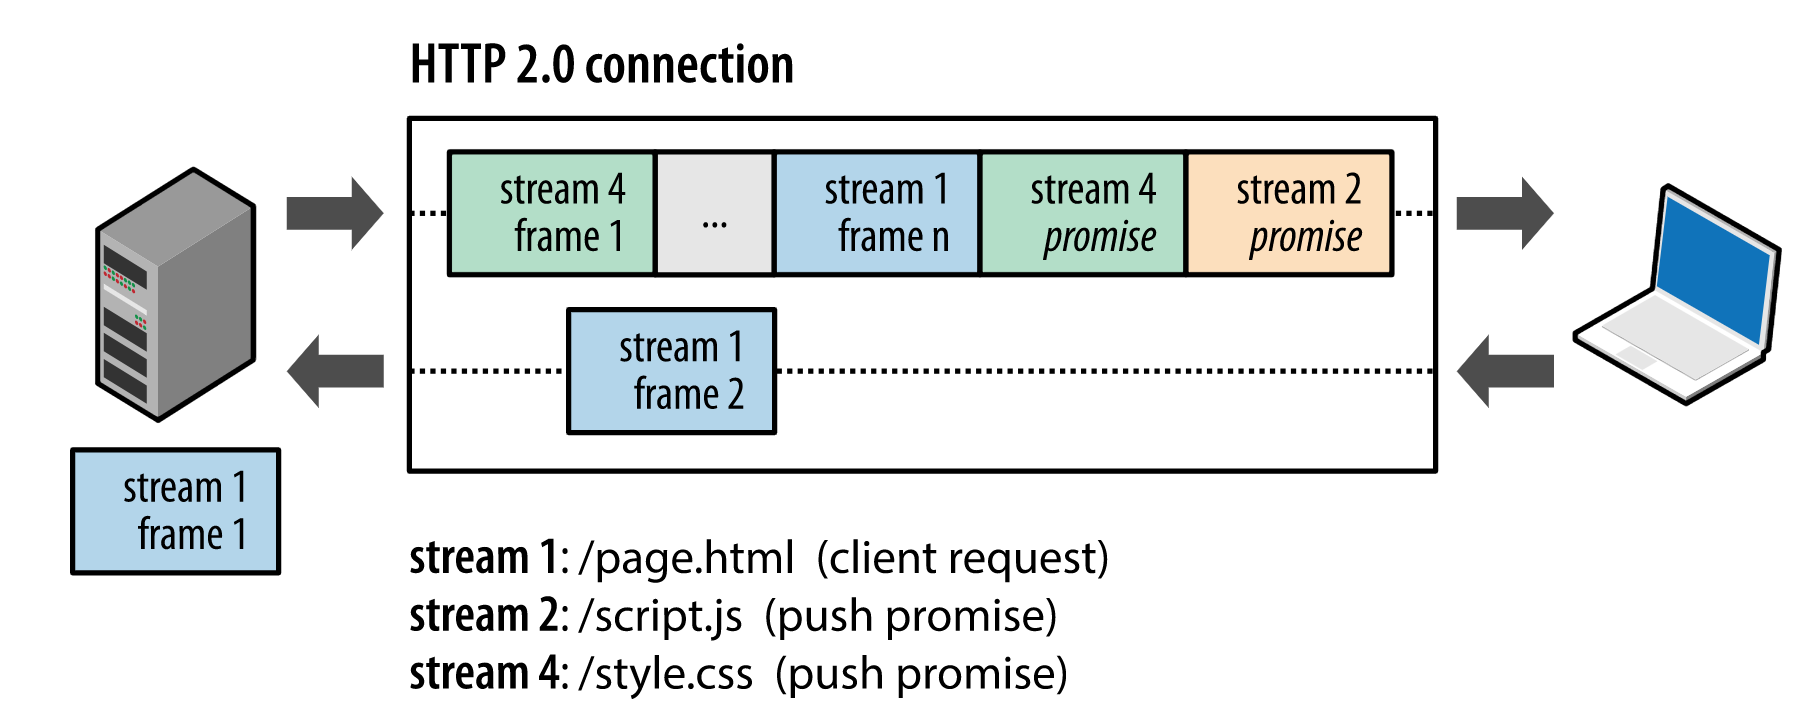 HTTP 2.0 connection
stream 4
frame 1
...
stream 1
frame n
stream 4
promise
stream 2
promise
stream 1
frame 2
stream 1
frame 1
stream 1: /page.html (client request)
stream 2: /script.js (push promise)
stream 4: /style.css (push promise)